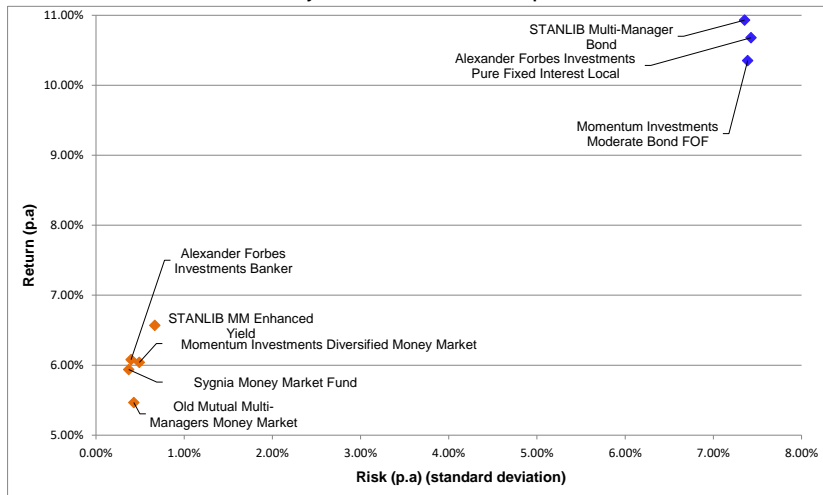 11.00%
STANLIB Multi-Manager
Bond
Alexander Forbes Investments
Pure Fixed Interest Local
10.00%
Momentum Investments
Moderate Bond FOF
9.00%
Return (p.a)
8.00%
Alexander Forbes
Investments Banker
7.00%
STANLIB MM Enhanced
Yield
Momentum Investments Diversified Money Market
6.00%
Sygnia Money Market Fund
Old Mutual Multi-
Managers Money Market
5.00%
0.00% 1.00% 2.00% 3.00% 4.00% 5.00% 6.00% 7.00% 8.00%
Risk (p.a) (standard deviation)